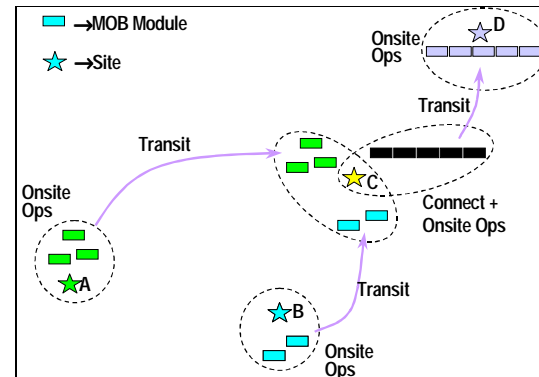 →MOB Module
→Site
D
Onsite
Ops
Transit
Transit
C
Connect +
Onsite Ops
Onsite
Ops
A
Transit
B
Onsite
Ops